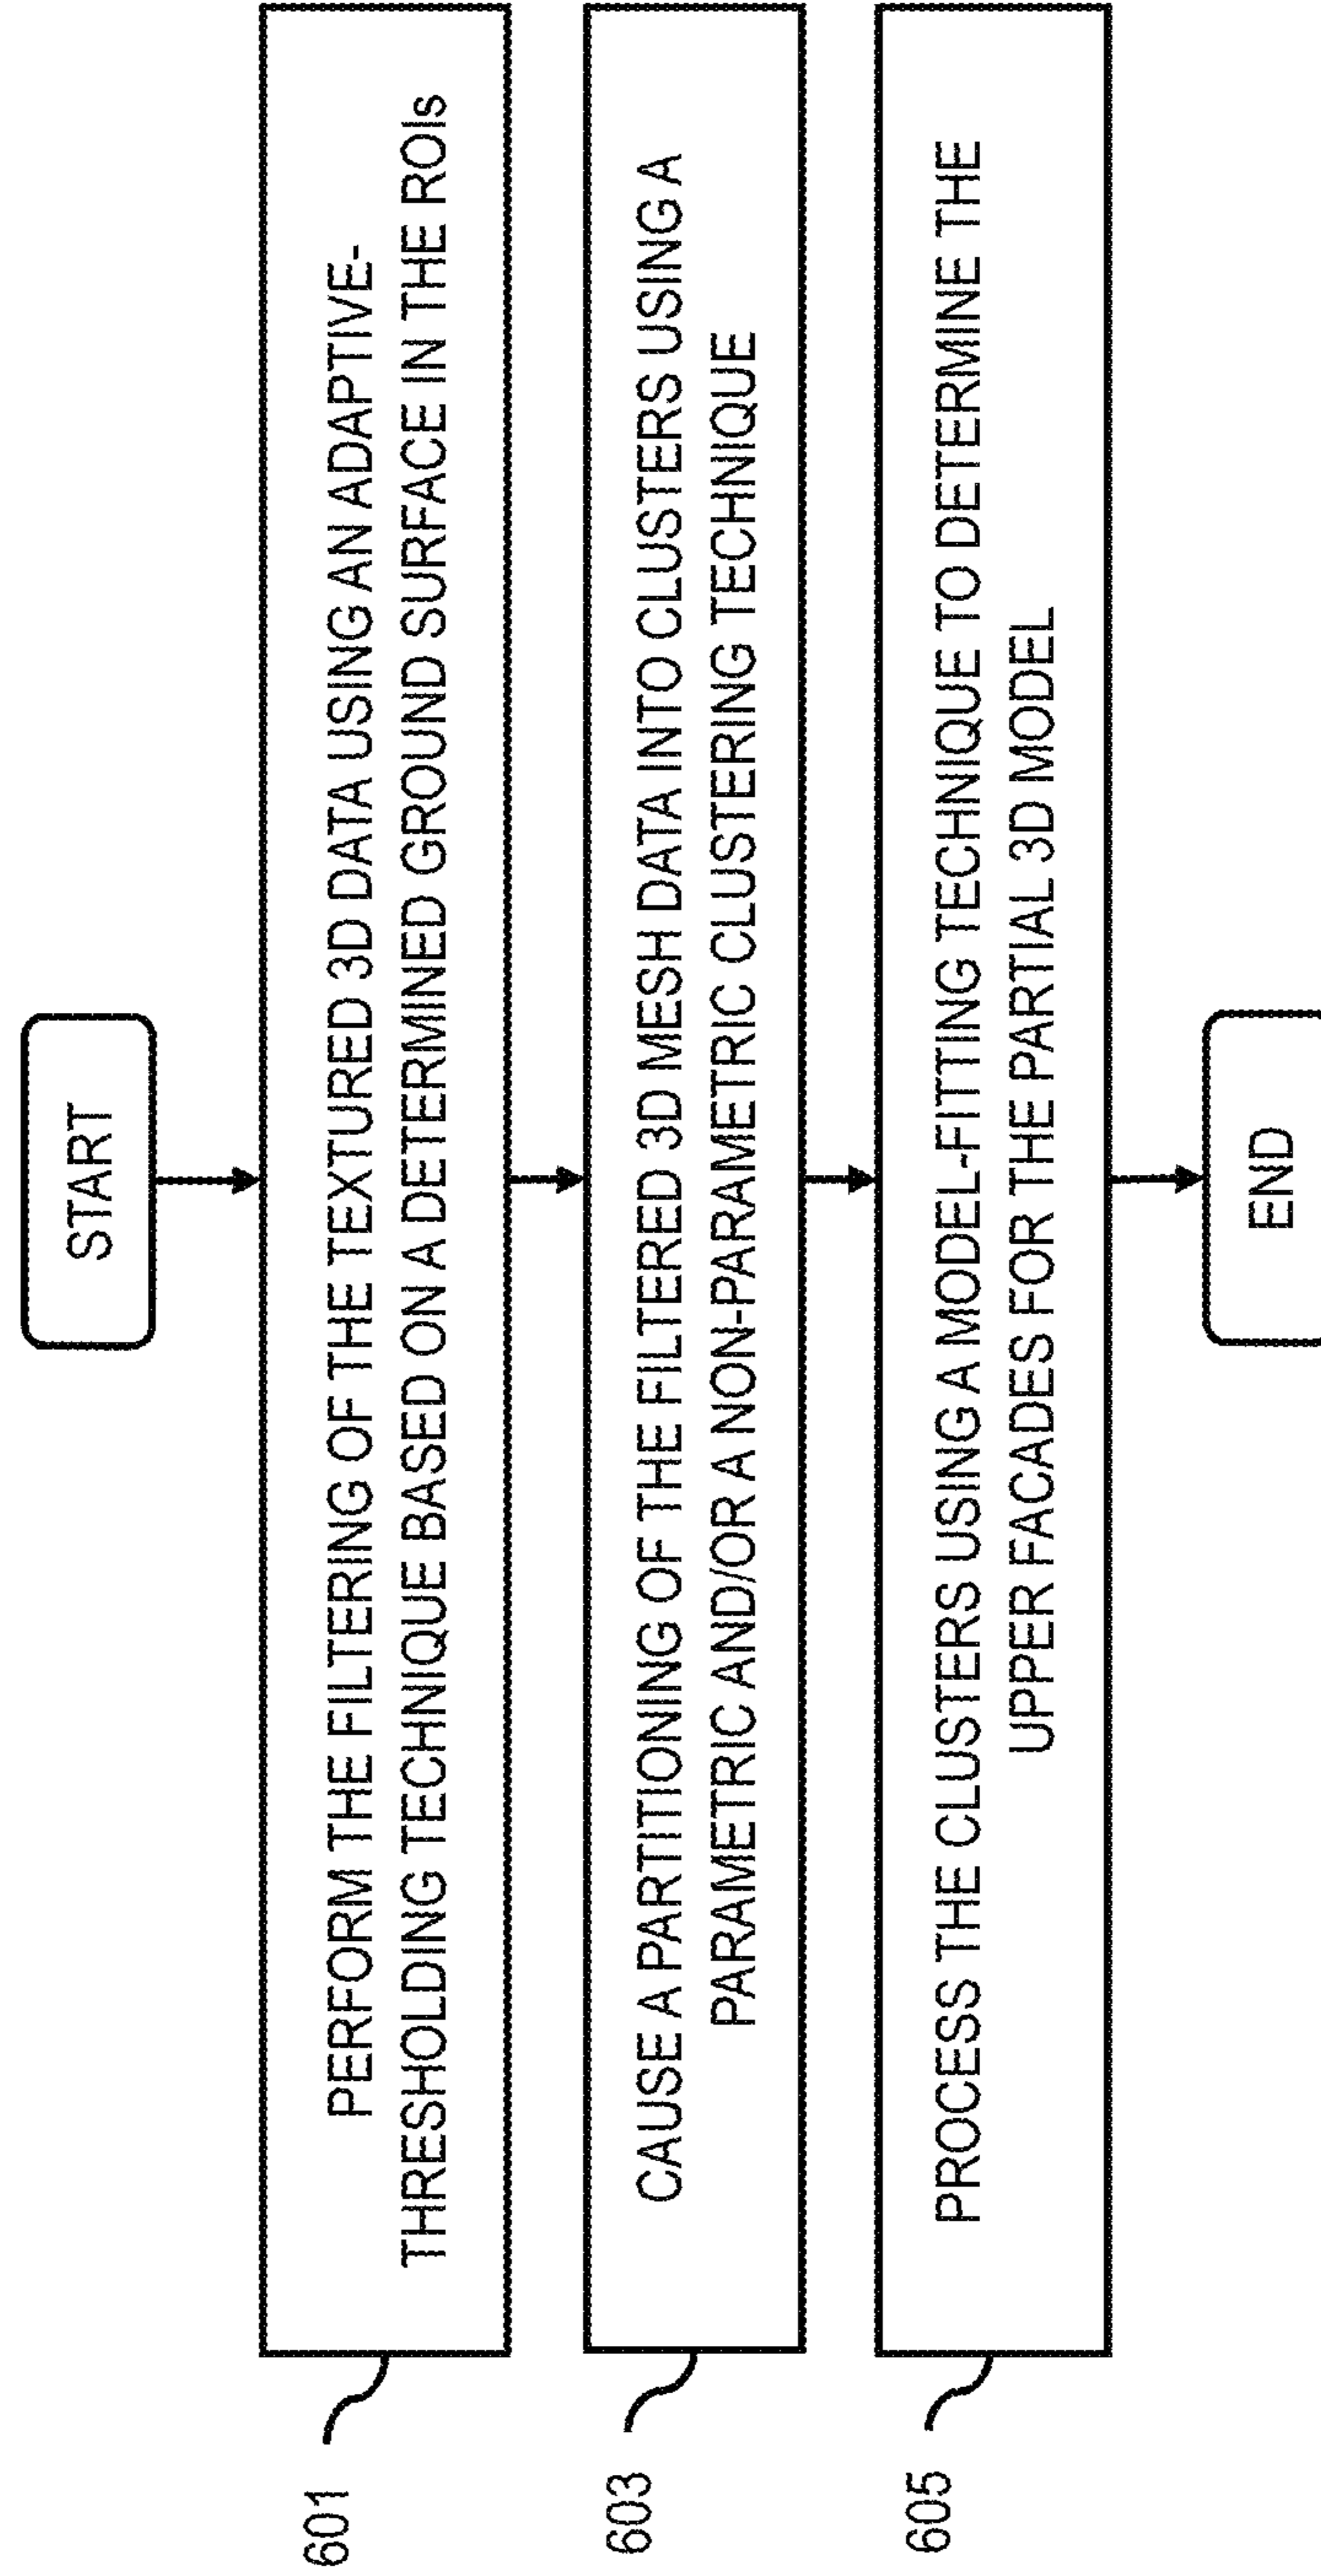 START
601
PERFORM THE FILTERING OF THE TEXTURED 3D DATA USING AN ADAPTIVE-
THRESHOLDING TECHNIQUE BASED ON A DETERMINED GROUND SURFACE IN THE ROIs
603
CAUSE A PARTITIONING OF THE FILTERED 3D MESH DATA INTO CLUSTERS USING A
PARAMETRIC AND/OR A NON-PARAMETRIC CLUSTERING TECHNIQUE
605
PROCESS THE CLUSTERS USING A MODEL-FITTING TECHNIQUE TO DETERMINE THE
UPPER FACADES FOR THE PARTIAL 3D MODEL
END